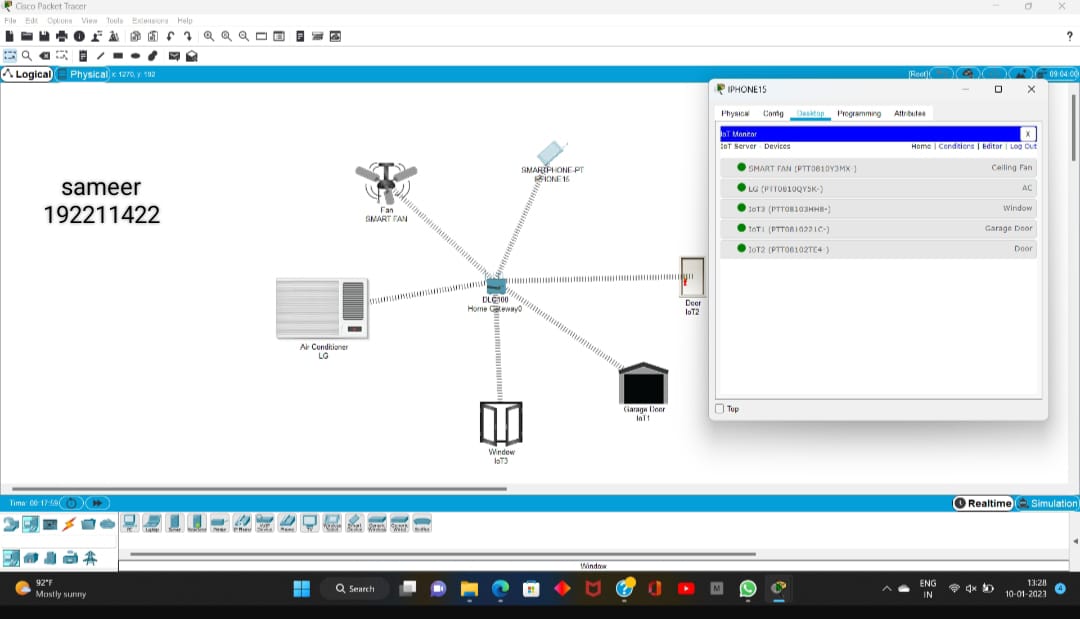 Cisco Packet Tracer
File Edit Options View Tools Extensions Help
?
Logical Physical x: 1270, y: 192
[Root] 09:04:00
IPHONE15
Physical Config Desktop Programming Attributes
IoT Monitor X
IoT Server - Devices Home | Conditions | Editor | Log Out
SMART FAN (PTT0810Y3MX-) Ceiling Fan
LG (PTT0810QY5K-) AC
IoT3 (PTT08103HH8-) Window
IoT1 (PTT0810221C-) Garage Door
IoT2 (PTT08102TE4-) Door
Top
sameer
192211422
SMARTPHONE-PT
IPHONE15
Fan
SMART FAN
DLC100
Home Gateway0
Door
IoT2
Air Conditioner
LG
Garage Door
IoT1
Window
IoT3
Time: 00:17:59
Realtime Simulation
Window
92°F
Mostly sunny
Search
ENG
IN
13:28
10-01-2023
4